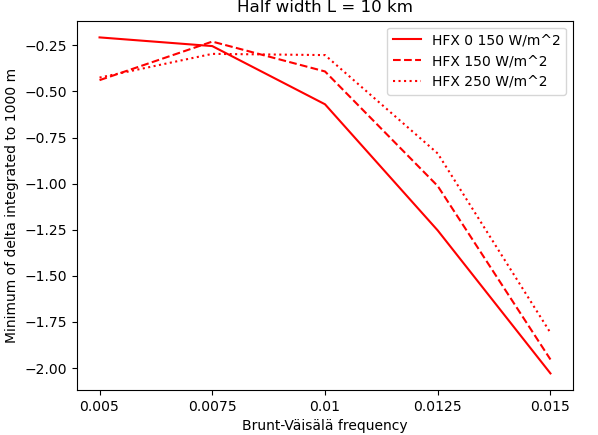 Half width L = 10 km
HFX 0 150 W/m^2
HFX 150 W/m^2
HFX 250 W/m^2
Minimum of delta integrated to 1000 m
−0.25
−0.50
−0.75
−1.00
−1.25
−1.50
−1.75
−2.00
0.005 0.0075 0.01 0.0125 0.015
Brunt-Väisälä frequency